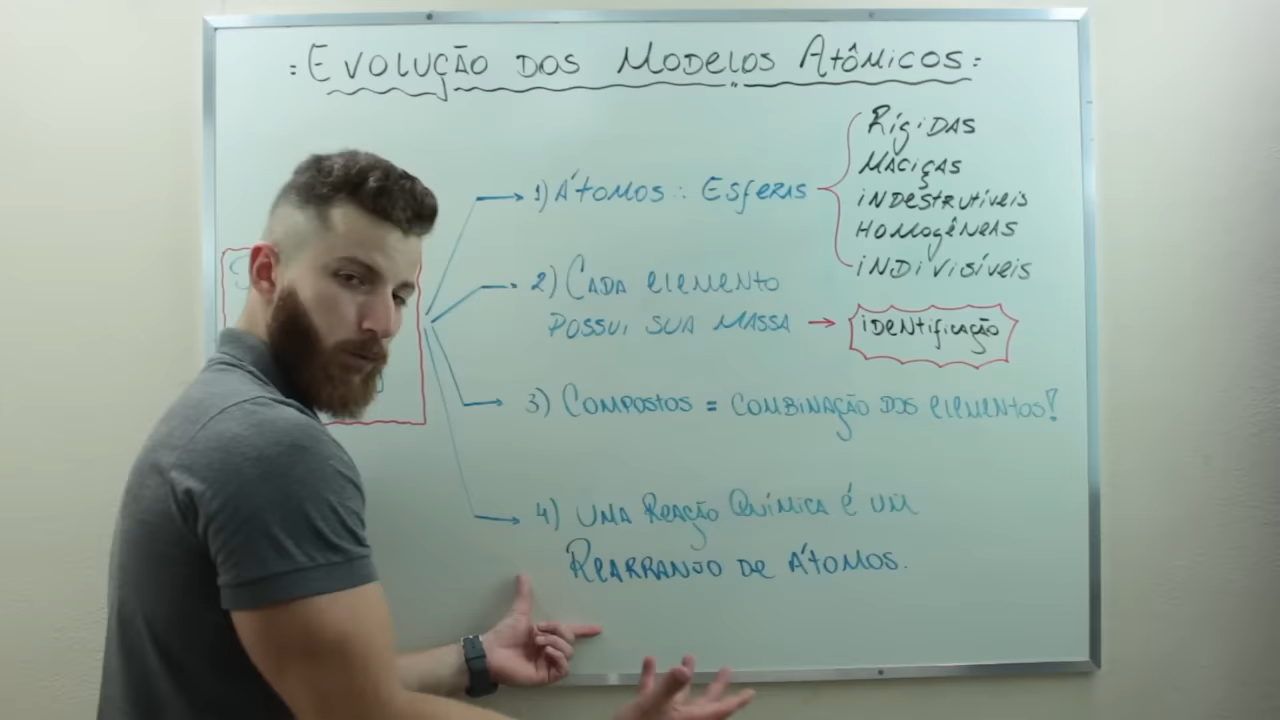 : Evolução dos Modelos Atômicos :
1) Átomos : Esferas
Rígidas
Maciças
indestrutíveis
Homogêneas
indivisíveis
2) Cada elemento
possui sua massa → identificação
3) Compostos = combinação dos elementos!
4) Uma Reação Química é um
Rearranjo de Átomos.